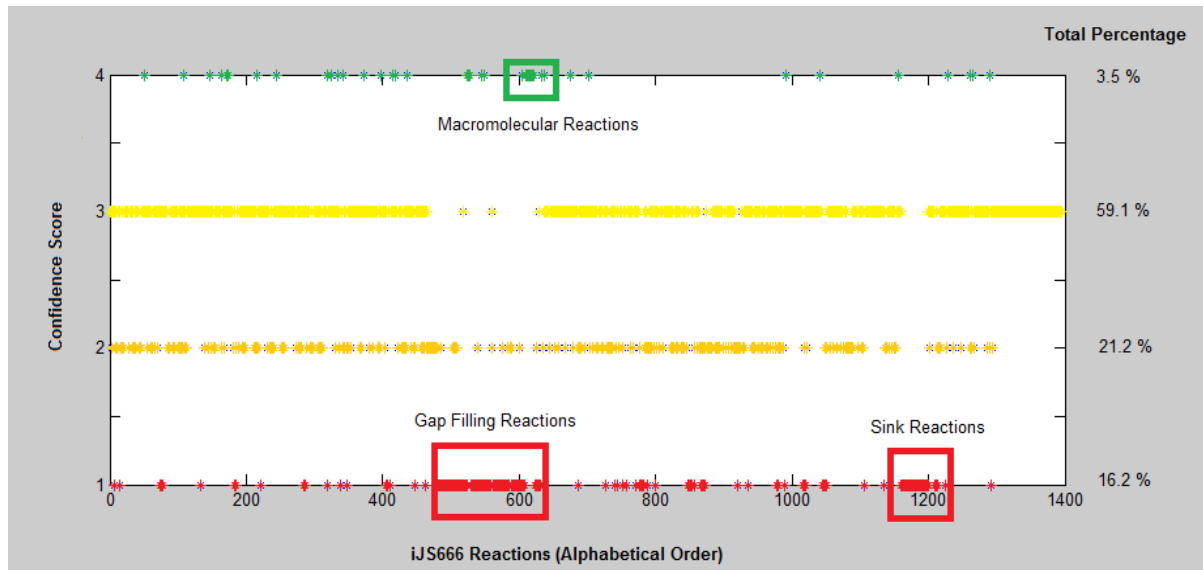 Total Percentage
4
3.5 %
Macromolecular Reactions
3
59.1 %
Confidence Score
2
21.2 %
Gap Filling Reactions
Sink Reactions
1
16.2 %
0 200 400 600 800 1000 1200 1400
iJS666 Reactions (Alphabetical Order)